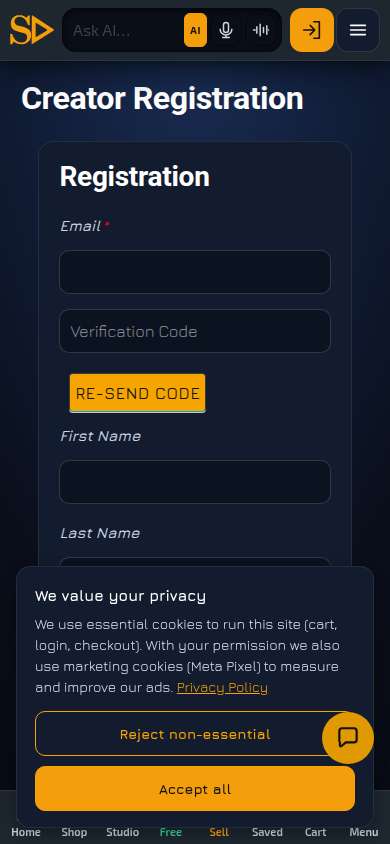 SD
Ask AI...
AI
Creator Registration
Registration
Email *
Verification Code
RE-SEND CODE
First Name
Last Name
We value your privacy
We use essential cookies to run this site (cart,
login, checkout). With your permission we also
use marketing cookies (Meta Pixel) to measure
and improve our ads. Privacy Policy
Reject non-essential
Accept all
Home Shop Studio Free Sell Saved Cart Menu